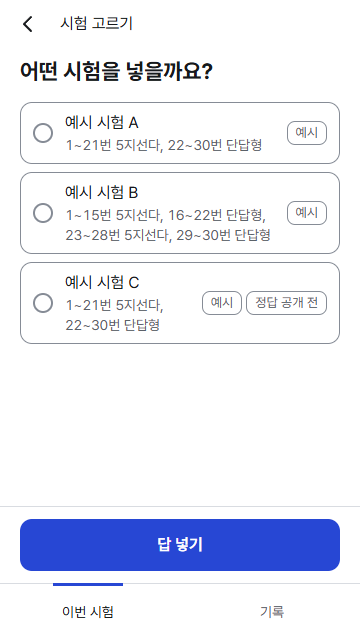 시험 고르기
어떤 시험을 넣을까요?
예시 시험 A
1~21번 5지선다, 22~30번 단답형
예시
예시 시험 B
1~15번 5지선다, 16~22번 단답형,
23~28번 5지선다, 29~30번 단답형
예시
예시 시험 C
1~21번 5지선다,
22~30번 단답형
예시 정답 공개 전
답 넣기
이번 시험 기록